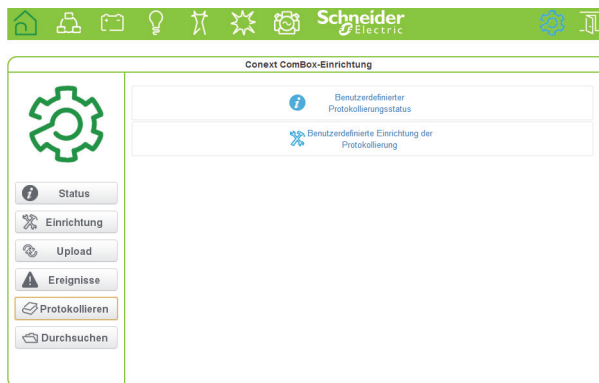 Schneider
Electric
Conext ComBox-Einrichtung
Benutzerdefinierter
Protokollierungsstatus
Benutzerdefinierte Einrichtung der
Protokollierung
Status
Einrichtung
Upload
Ereignisse
Protokollieren
Durchsuchen